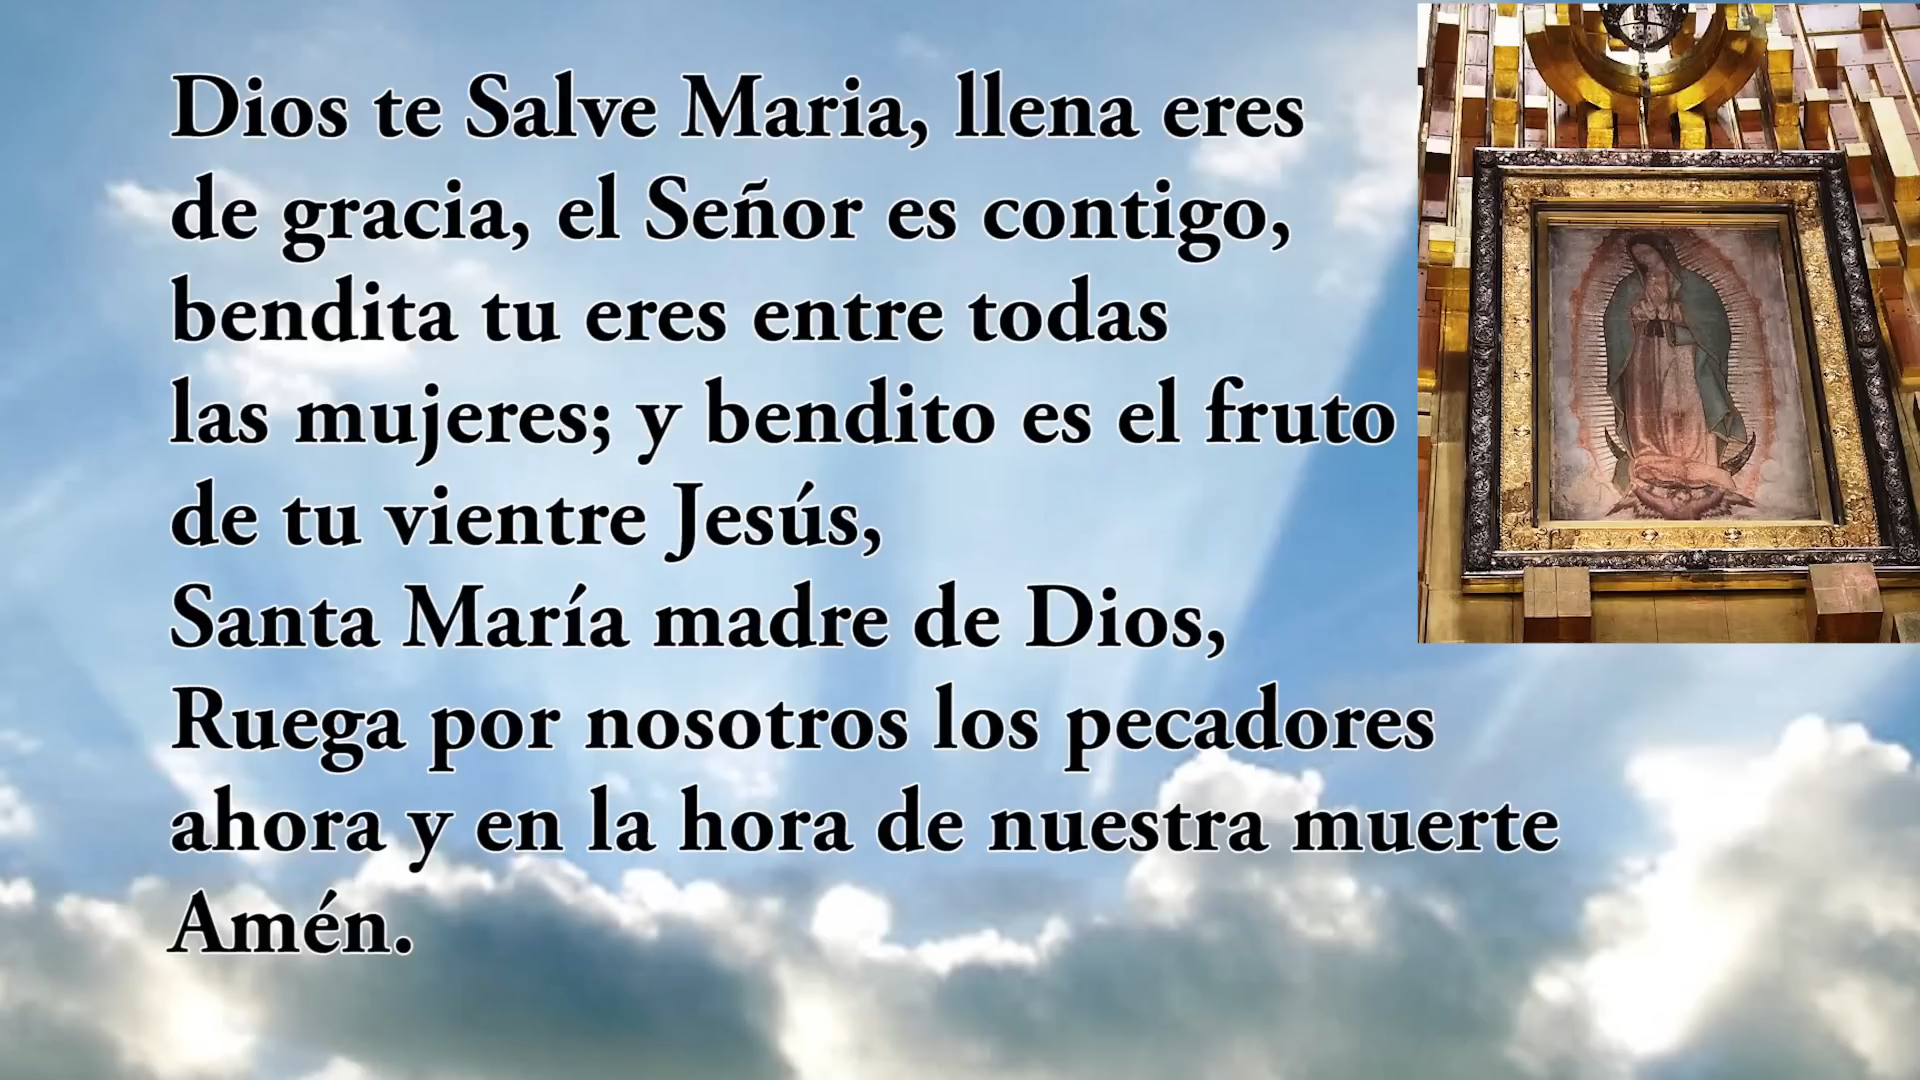 Dios te Salve Maria, llena eres
de gracia, el Señor es contigo,
bendita tu eres entre todas
las mujeres; y bendito es el fruto
de tu vientre Jesús,
Santa María madre de Dios,
Ruega por nosotros los pecadores
ahora y en la hora de nuestra muerte
Amén.